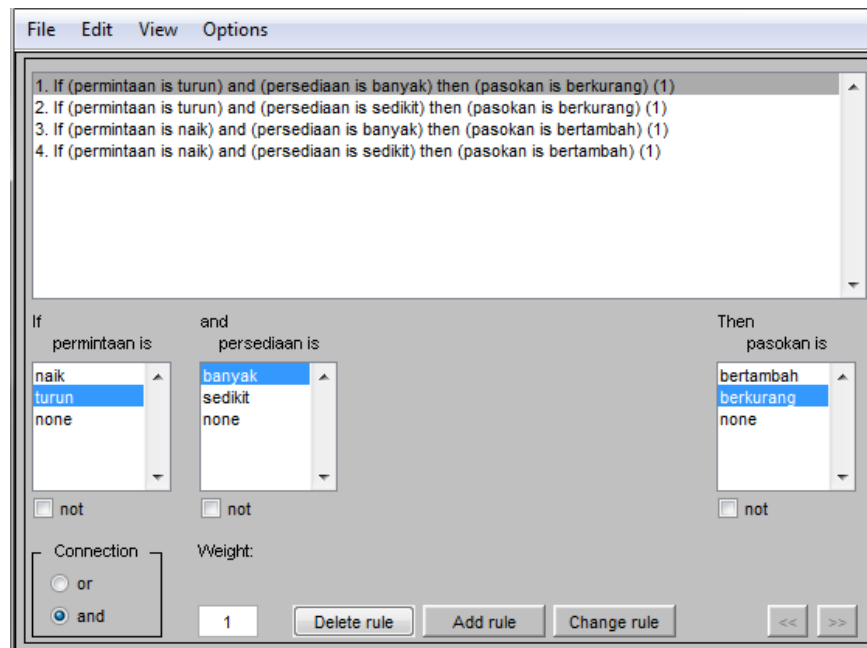 File Edit View Options
1. If (permintaan is turun) and (persediaan is banyak) then (pasokan is berkurang) (1)
2. If (permintaan is turun) and (persediaan is sedikit) then (pasokan is berkurang) (1)
3. If (permintaan is naik) and (persediaan is banyak) then (pasokan is bertambah) (1)
4. If (permintaan is naik) and (persediaan is sedikit) then (pasokan is bertambah) (1)
If and Then
permintaan is persediaan is pasokan is
naik banyak bertambah
turun sedikit berkurang
none none none
not not not
Connection Weight:
or
and 1 Delete rule Add rule Change rule << >>